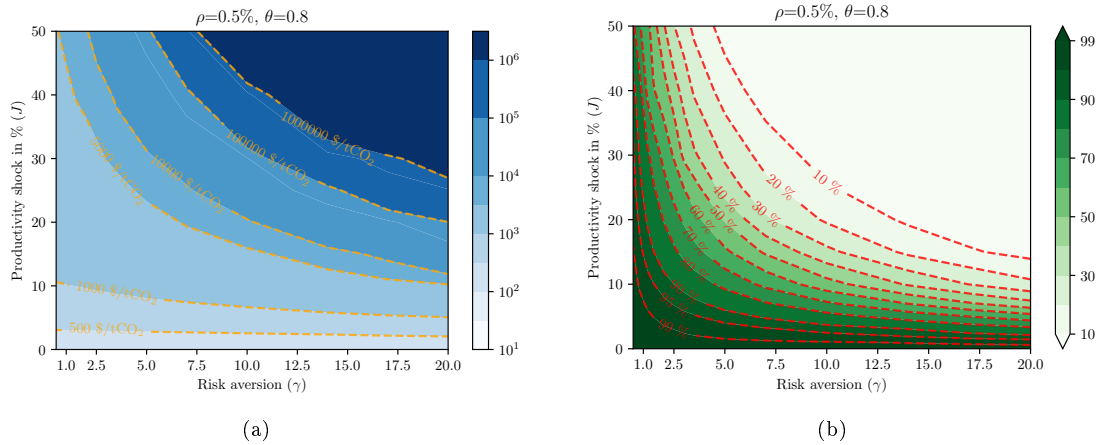 ρ=0.5%, θ=0.8
Productivity shock in % (J)
50
40
30
20
10
0
1000000 $/tCO2
100000 $/tCO2
10000 $/tCO2
1000 $/tCO2
500 $/tCO2
1.0 2.5 5.0 7.5 10.0 12.5 15.0 17.5 20.0
Risk aversion (γ)
10^6
10^5
10^4
10^3
10^2
10^1
(a)
ρ=0.5%, θ=0.8
Productivity shock in % (J)
50
40
30
20
10
0
10 %
20 %
30 %
40 %
50 %
60 %
70 %
1.0 2.5 5.0 7.5 10.0 12.5 15.0 17.5 20.0
Risk aversion (γ)
99
90
70
50
30
10
(b)